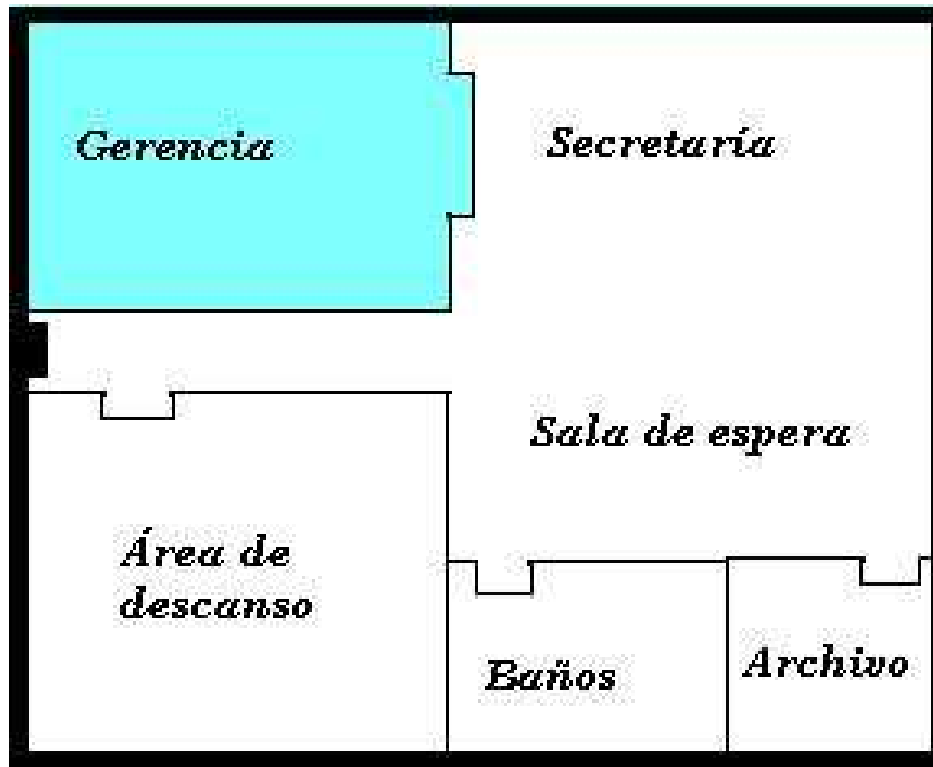 Gerencia
Secretaría
Sala de espera
Área de
descanso
Baños
Archivo